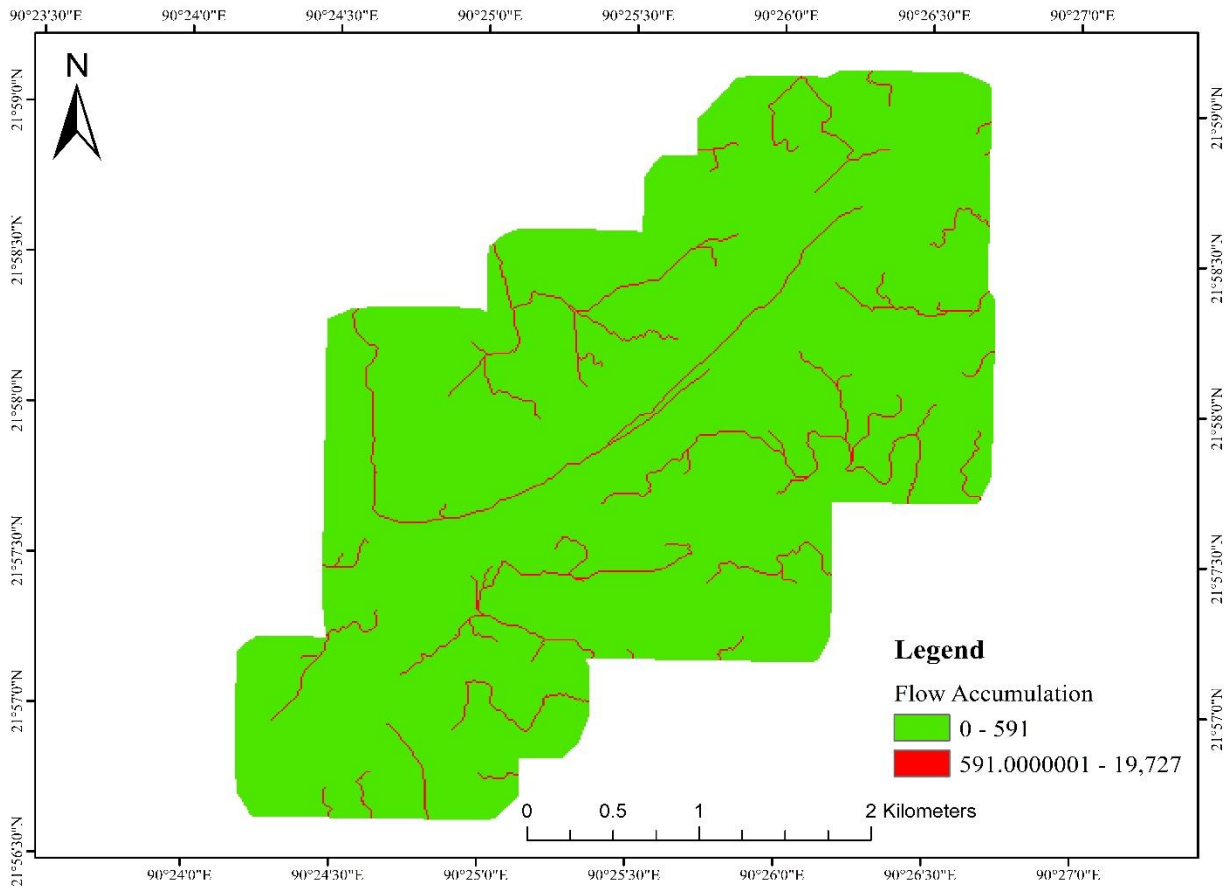 90°23'30"E 90°24'0"E 90°24'30"E 90°25'0"E 90°25'30"E 90°26'0"E 90°26'30"E 90°27'0"E
N
21°59'0"N
21°58'30"N
21°58'0"N
21°57'30"N
21°57'0"N
21°56'30"N
21°59'0"N
21°58'30"N
21°58'0"N
21°57'30"N
21°57'0"N
Legend
Flow Accumulation
0 - 591
591.0000001 - 19,727
0 0.5 1 2 Kilometers
90°24'0"E 90°24'30"E 90°25'0"E 90°25'30"E 90°26'0"E 90°26'30"E 90°27'0"E